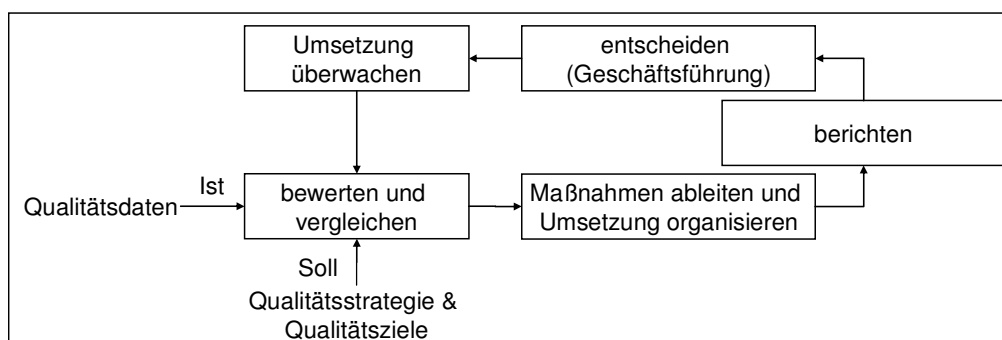 Umsetzung
überwachen
entscheiden
(Geschäftsführung)
berichten
Ist
Qualitätsdaten
bewerten und
vergleichen
Maßnahmen ableiten und
Umsetzung organisieren
Soll
Qualitätsstrategie &
Qualitätsziele